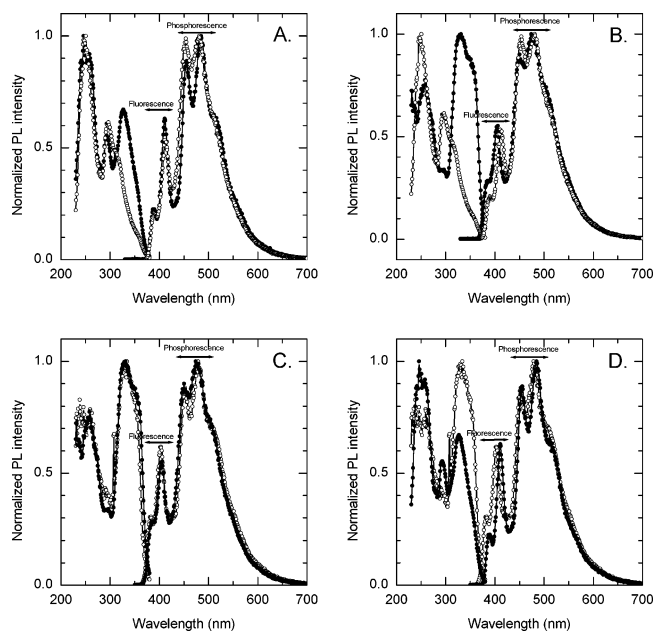 Phosphorescence
A.
Fluorescence
Normalized PL intensity
1.0
0.5
0.0
200 300 400 500 600 700
Wavelength (nm)
Phosphorescence
B.
Fluorescence
Normalized PL intensity
1.0
0.5
0.0
200 300 400 500 600 700
Wavelength (nm)
Phosphorescence
C.
Fluorescence
Normalized PL intensity
1.0
0.5
0.0
200 300 400 500 600 700
Wavelength (nm)
Phosphorescence
D.
Fluorescence
Normalized PL intensity
1.0
0.5
0.0
200 300 400 500 600 700
Wavelength (nm)